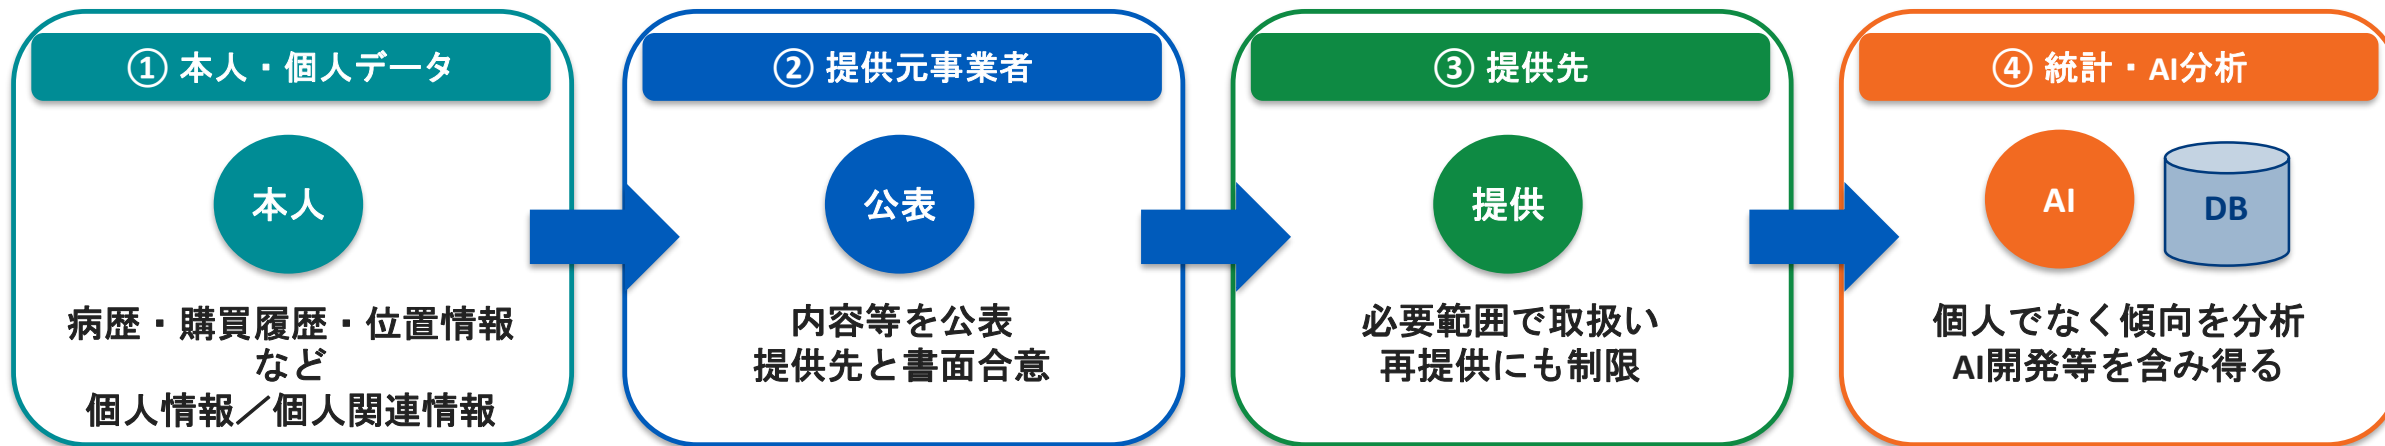 ① 本人・個人データ
本人
病歴・購買履歴・位置情報
など
個人情報／個人関連情報
② 提供元事業者
公表
内容等を公表
提供先と書面合意
③ 提供先
提供
必要範囲で取扱い
再提供にも制限
④ 統計・AI分析
AI
DB
個人でなく傾向を分析
AI開発等を含み得る